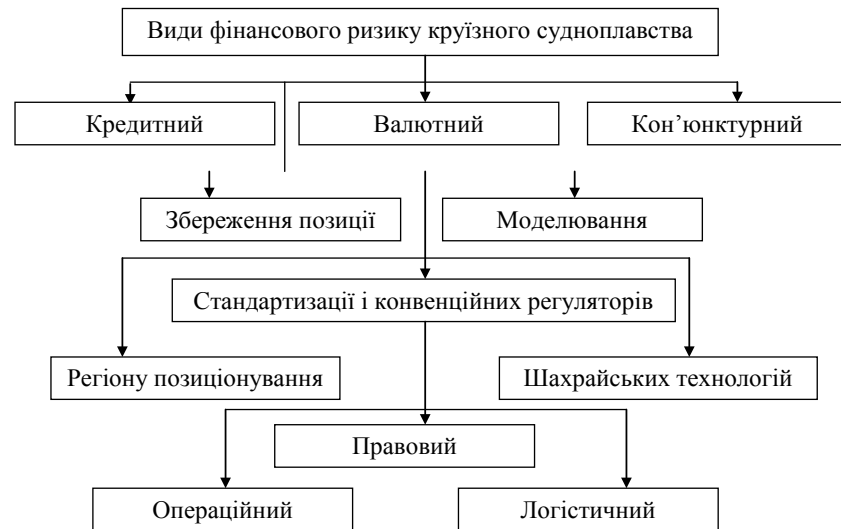 Види фінансового ризику круїзного судноплавства
Кредитний
Валютний
Кон’юнктурний
Збереження позиції
Моделювання
Стандартизації і конвенційних регуляторів
Регіону позиціонування
Шахрайських технологій
Правовий
Операційний
Логістичний